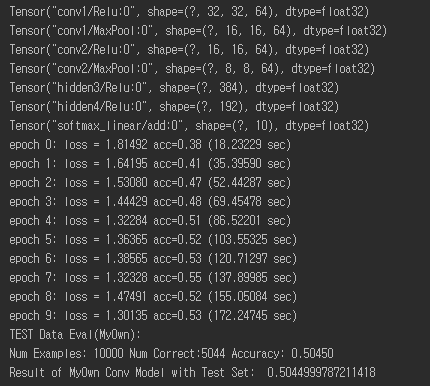 Tensor("conv1/Relu:0", shape=(?, 32, 32, 64), dtype=float32)
Tensor("conv1/MaxPool:0", shape=(?, 16, 16, 64), dtype=float32)
Tensor("conv2/Relu:0", shape=(?, 16, 16, 64), dtype=float32)
Tensor("conv2/MaxPool:0", shape=(?, 8, 8, 64), dtype=float32)
Tensor("hidden3/Relu:0", shape=(?, 384), dtype=float32)
Tensor("hidden4/Relu:0", shape=(?, 192), dtype=float32)
Tensor("softmax_linear/add:0", shape=(?, 10), dtype=float32)
epoch 0: loss = 1.81492 acc=0.38 (18.23229 sec)
epoch 1: loss = 1.64195 acc=0.41 (35.39590 sec)
epoch 2: loss = 1.53080 acc=0.47 (52.44287 sec)
epoch 3: loss = 1.44429 acc=0.48 (69.45478 sec)
epoch 4: loss = 1.32284 acc=0.51 (86.52201 sec)
epoch 5: loss = 1.36365 acc=0.52 (103.55325 sec)
epoch 6: loss = 1.38565 acc=0.53 (120.71297 sec)
epoch 7: loss = 1.32328 acc=0.55 (137.89985 sec)
epoch 8: loss = 1.47491 acc=0.52 (155.05084 sec)
epoch 9: loss = 1.30135 acc=0.53 (172.24745 sec)
TEST Data Eval(MyOwn):
Num Examples: 10000 Num Correct:5044 Accuracy: 0.50450
Result of MyOwn Conv Model with Test Set:  0.5044999787211418